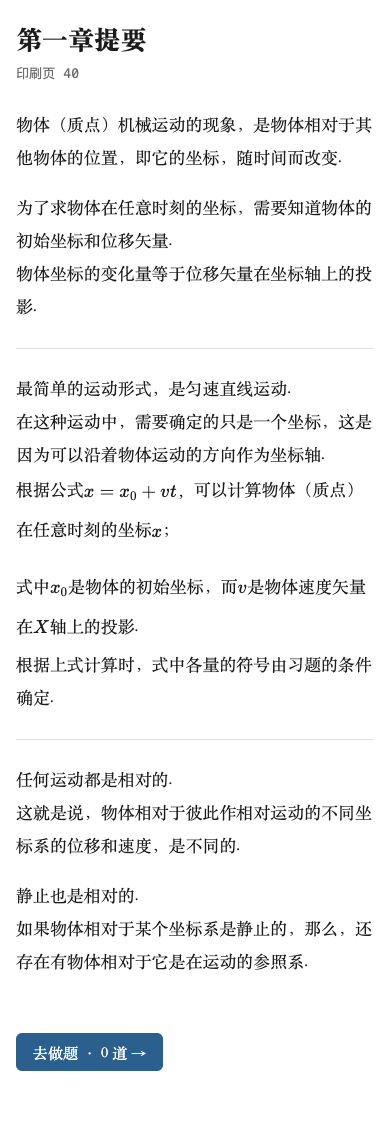 第一章提要
印刷页 40
物体（质点）机械运动的现象，是物体相对于其
他物体的位置，即它的坐标，随时间而改变.
为了求物体在任意时刻的坐标，需要知道物体的
初始坐标和位移矢量.
物体坐标的变化量等于位移矢量在坐标轴上的投
影.
最简单的运动形式，是匀速直线运动.
在这种运动中，需要确定的只是一个坐标，这是
因为可以沿着物体运动的方向作为坐标轴.
根据公式x = x₀ + vt，可以计算物体（质点）
在任意时刻的坐标x；
式中x₀是物体的初始坐标，而v是物体速度矢量
在X轴上的投影.
根据上式计算时，式中各量的符号由习题的条件
确定.
任何运动都是相对的.
这就是说，物体相对于彼此作相对运动的不同坐
标系的位移和速度，是不同的.
静止也是相对的.
如果物体相对于某个坐标系是静止的，那么，还
存在有物体相对于它是在运动的参照系.
去做题 · 0 道 →